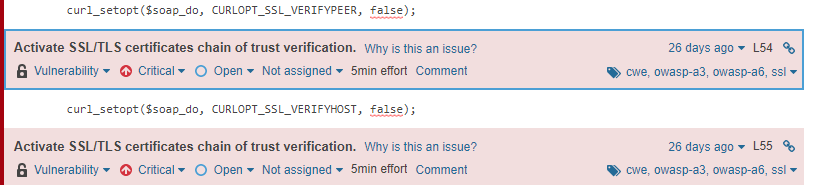 curl_setopt($soap_do, CURLOPT_SSL_VERIFYPEER, false);
Activate SSL/TLS certificates chain of trust verification. Why is this an issue? 26 days ago L54
Vulnerability Critical Open Not assigned 5min effort Comment cwe, owasp-a3, owasp-a6, ssl
curl_setopt($soap_do, CURLOPT_SSL_VERIFYHOST, false);
Activate SSL/TLS certificates chain of trust verification. Why is this an issue? 26 days ago L55
Vulnerability Critical Open Not assigned 5min effort Comment cwe, owasp-a3, owasp-a6, ssl